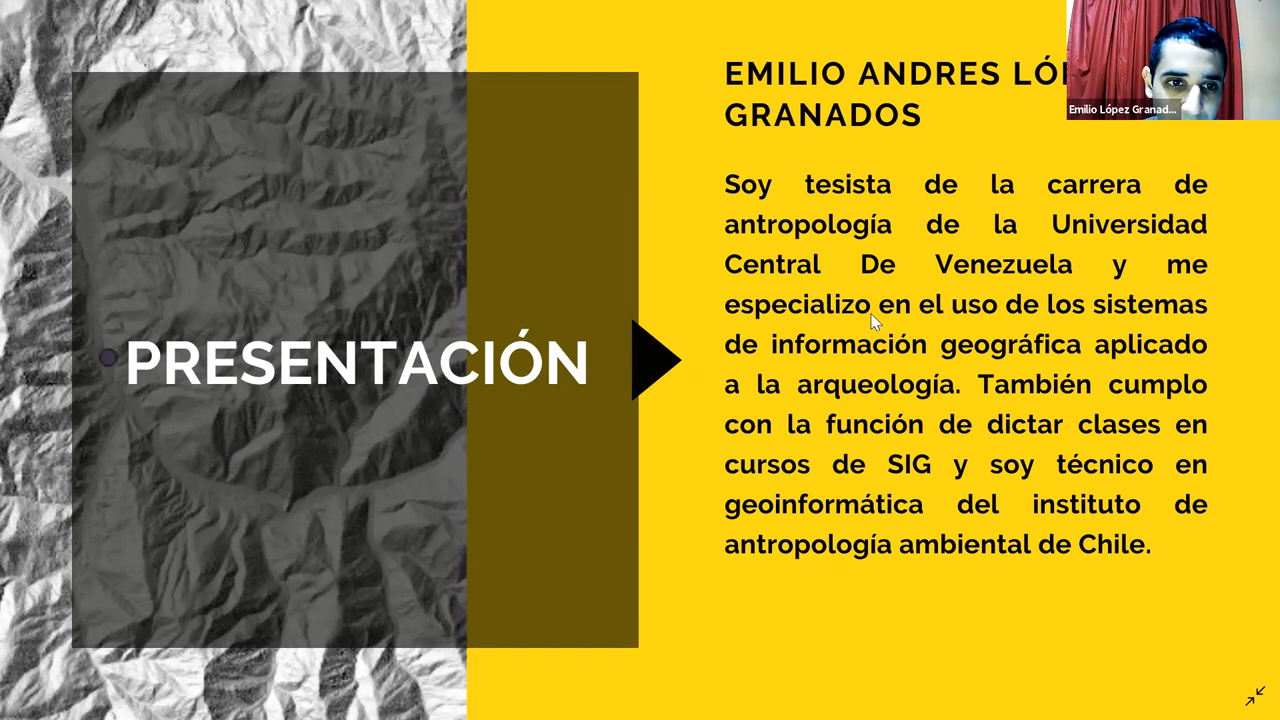 EMILIO ANDRES
GRANADOS
Emilio López Granad...
Soy tesista de la carrera de
antropología de la Universidad
Central De Venezuela y me
especializo en el uso de los sistemas
de información geográfica aplicado
a la arqueología. También cumplo
con la función de dictar clases en
cursos de SIG y soy técnico en
geoinformática del instituto de
antropología ambiental de Chile.
PRESENTACIÓN